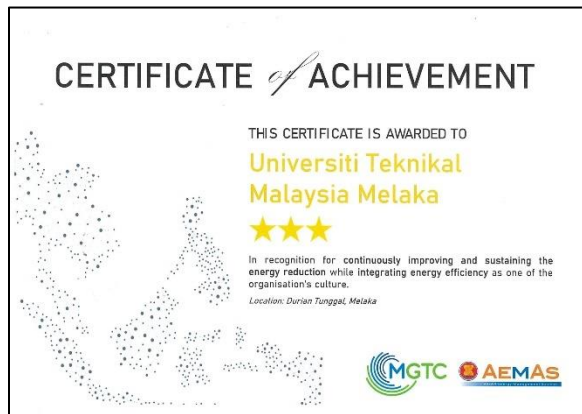 CERTIFICATE of ACHIEVEMENT
THIS CERTIFICATE IS AWARDED TO
Universiti Teknikal
Malaysia Melaka
In recognition for continuously improving and sustaining the
energy reduction while integrating energy efficiency as one of the
organisation's culture.
Location: Durian Tunggal, Melaka
MGTC AEMAS